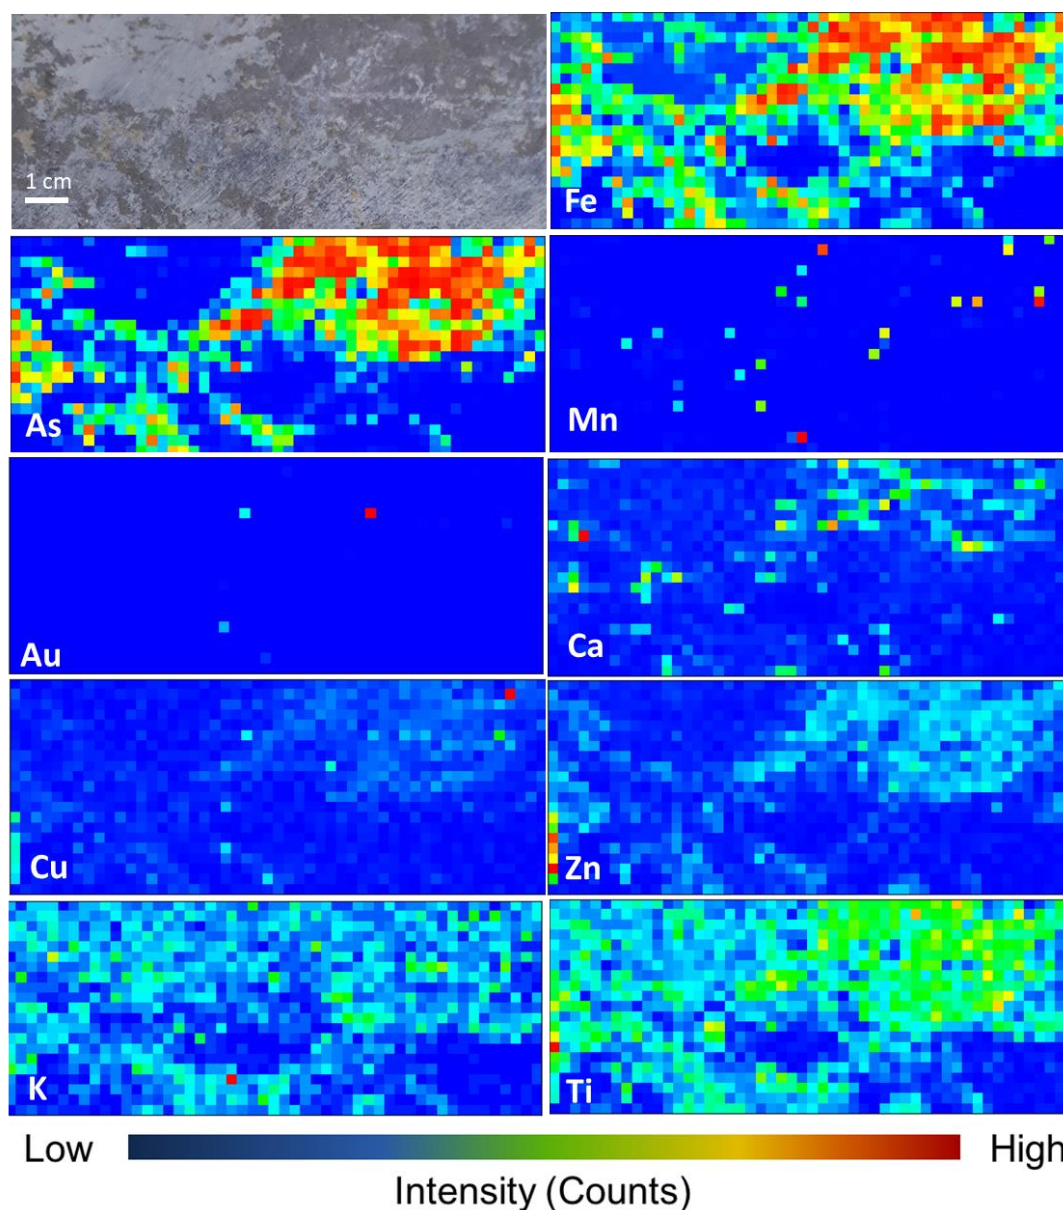 1 cm
Fe
As
Mn
Au
Ca
Cu
Zn
K
Ti
Low High
Intensity (Counts)